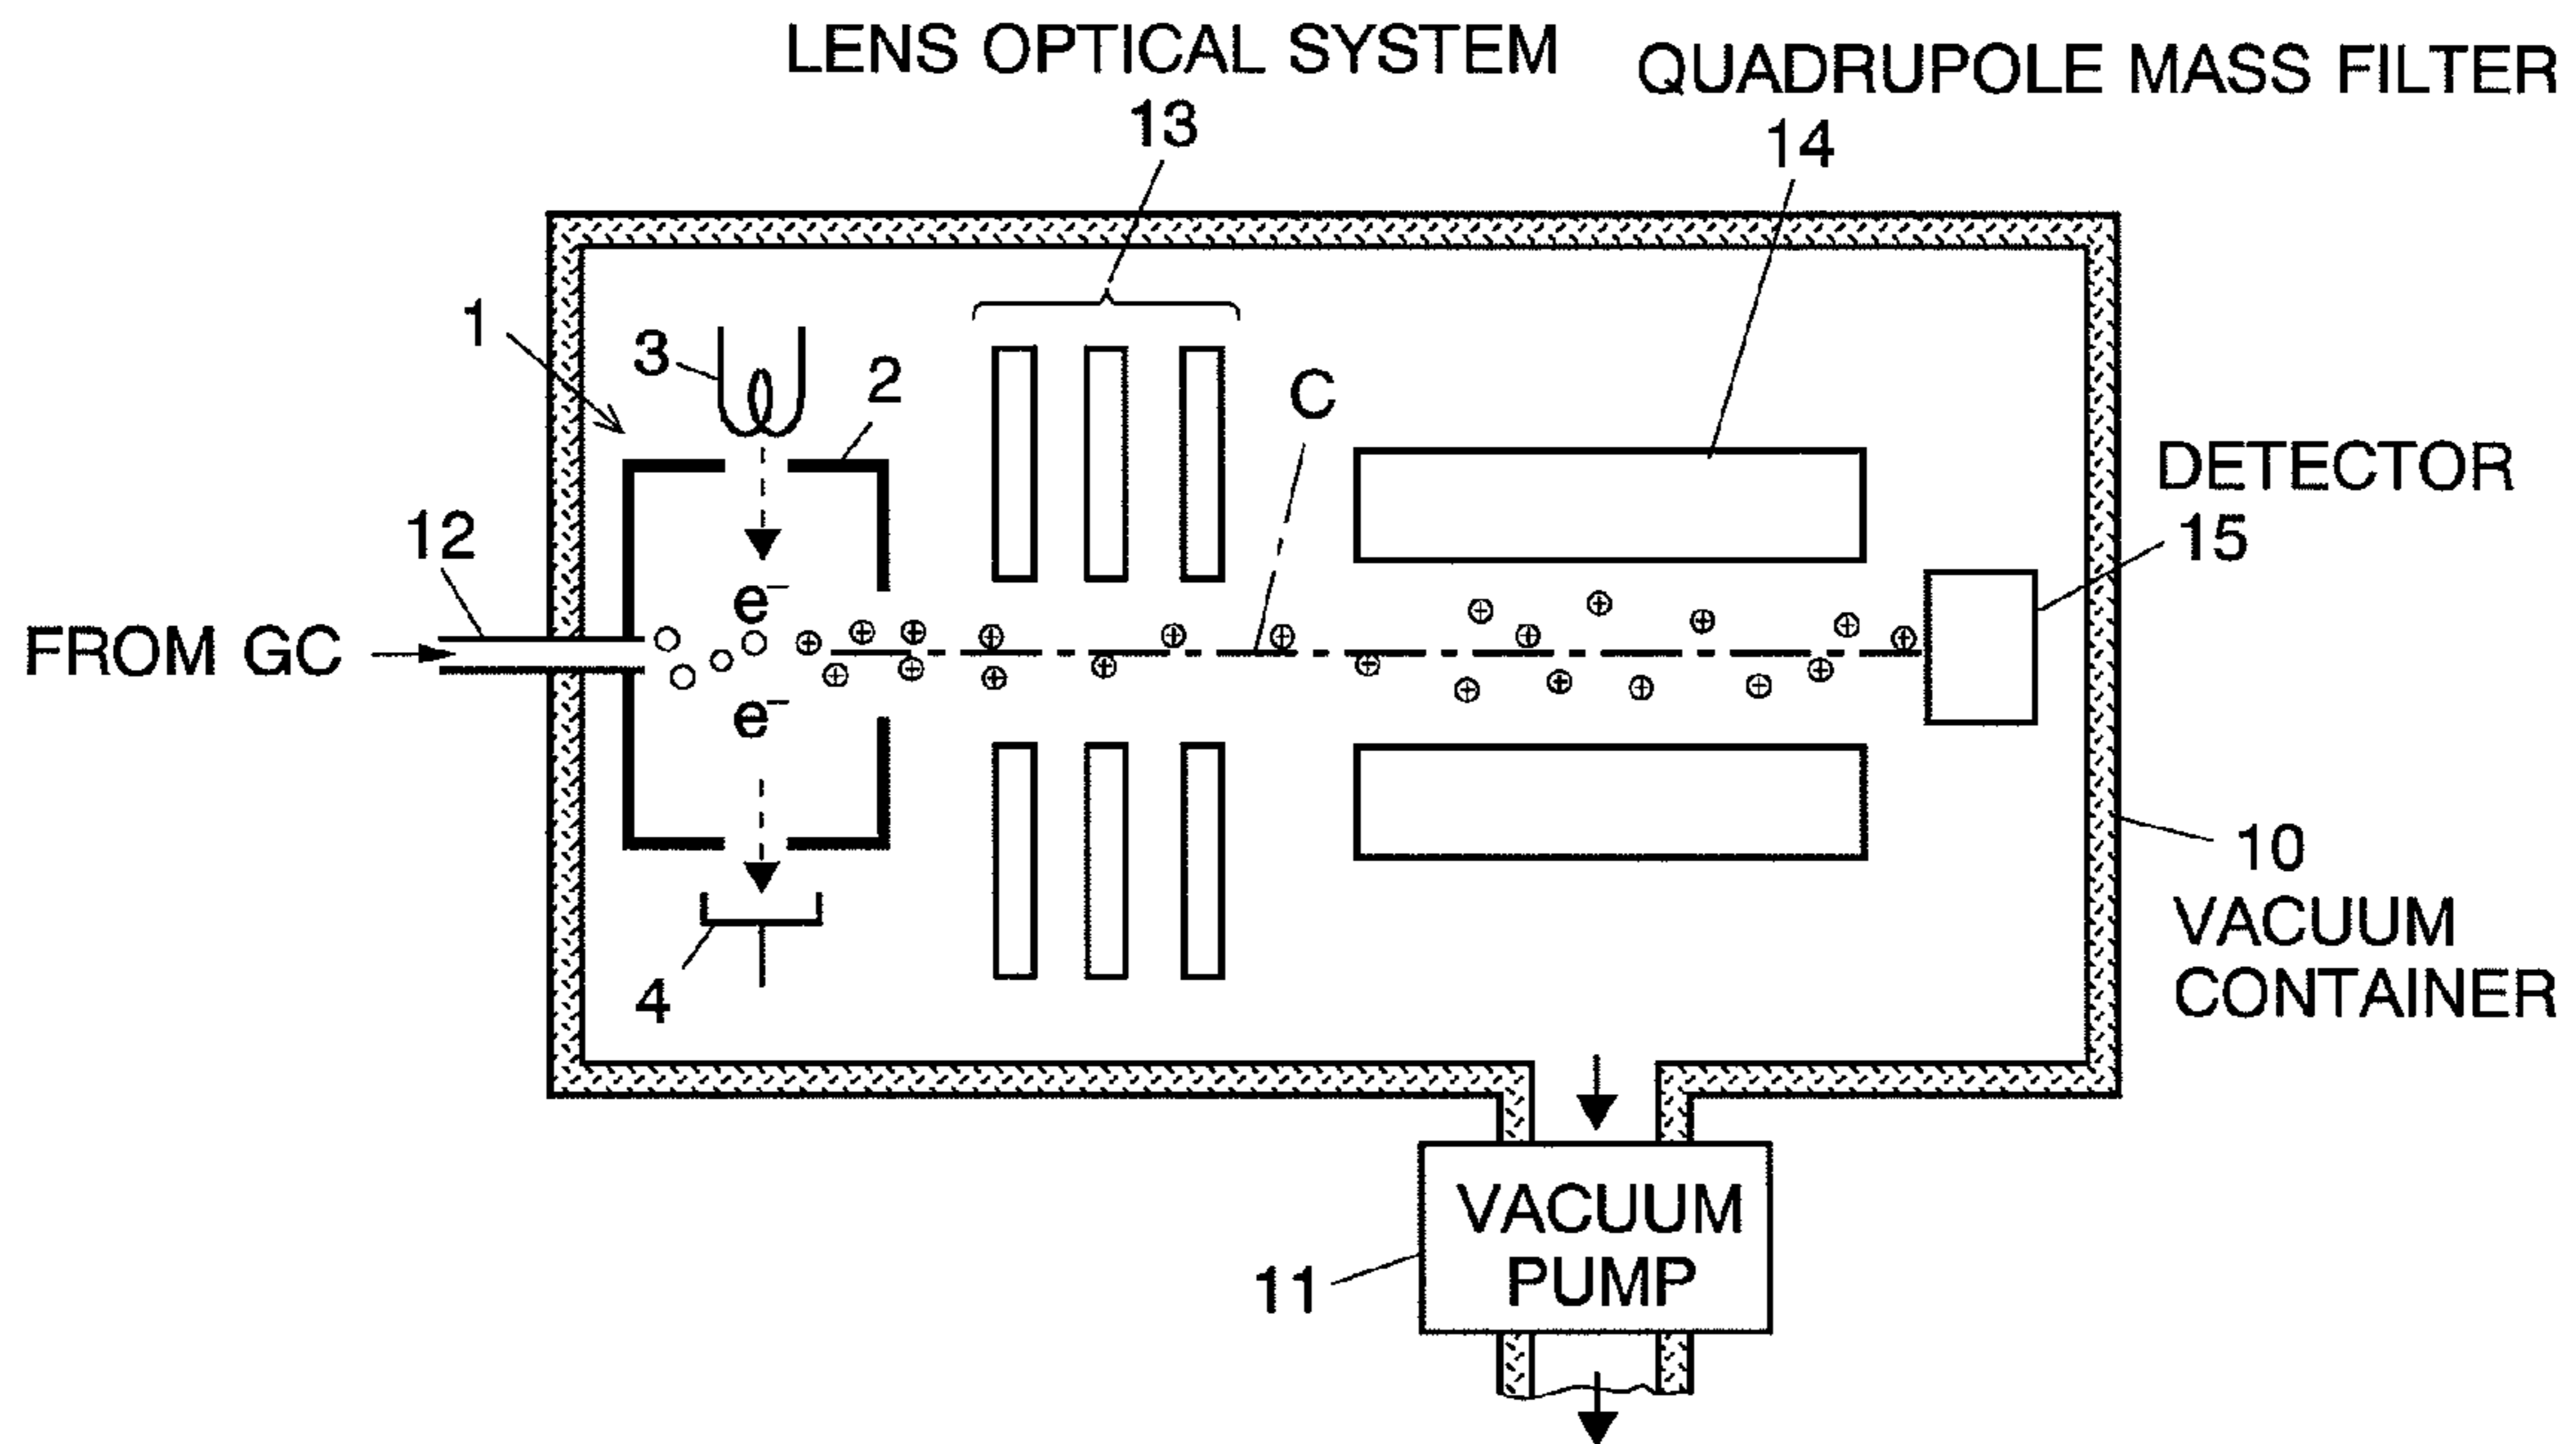 LENS OPTICAL SYSTEM
13
QUADRUPOLE MASS FILTER
14
1
3
2
C
DETECTOR
15
12
e⁻
FROM GC
e⁻
10
VACUUM
CONTAINER
4
VACUUM
PUMP
11